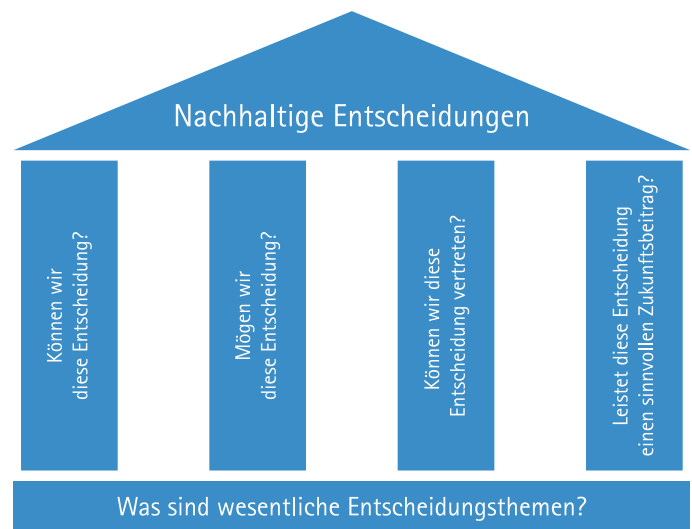 Nachhaltige Entscheidungen
Können wir
diese Entscheidung?
Mögen wir
diese Entscheidung?
Können wir diese
Entscheidung vertreten?
Leistet diese Entscheidung
einen sinnvollen Zukunftsbeitrag?
Was sind wesentliche Entscheidungsthemen?